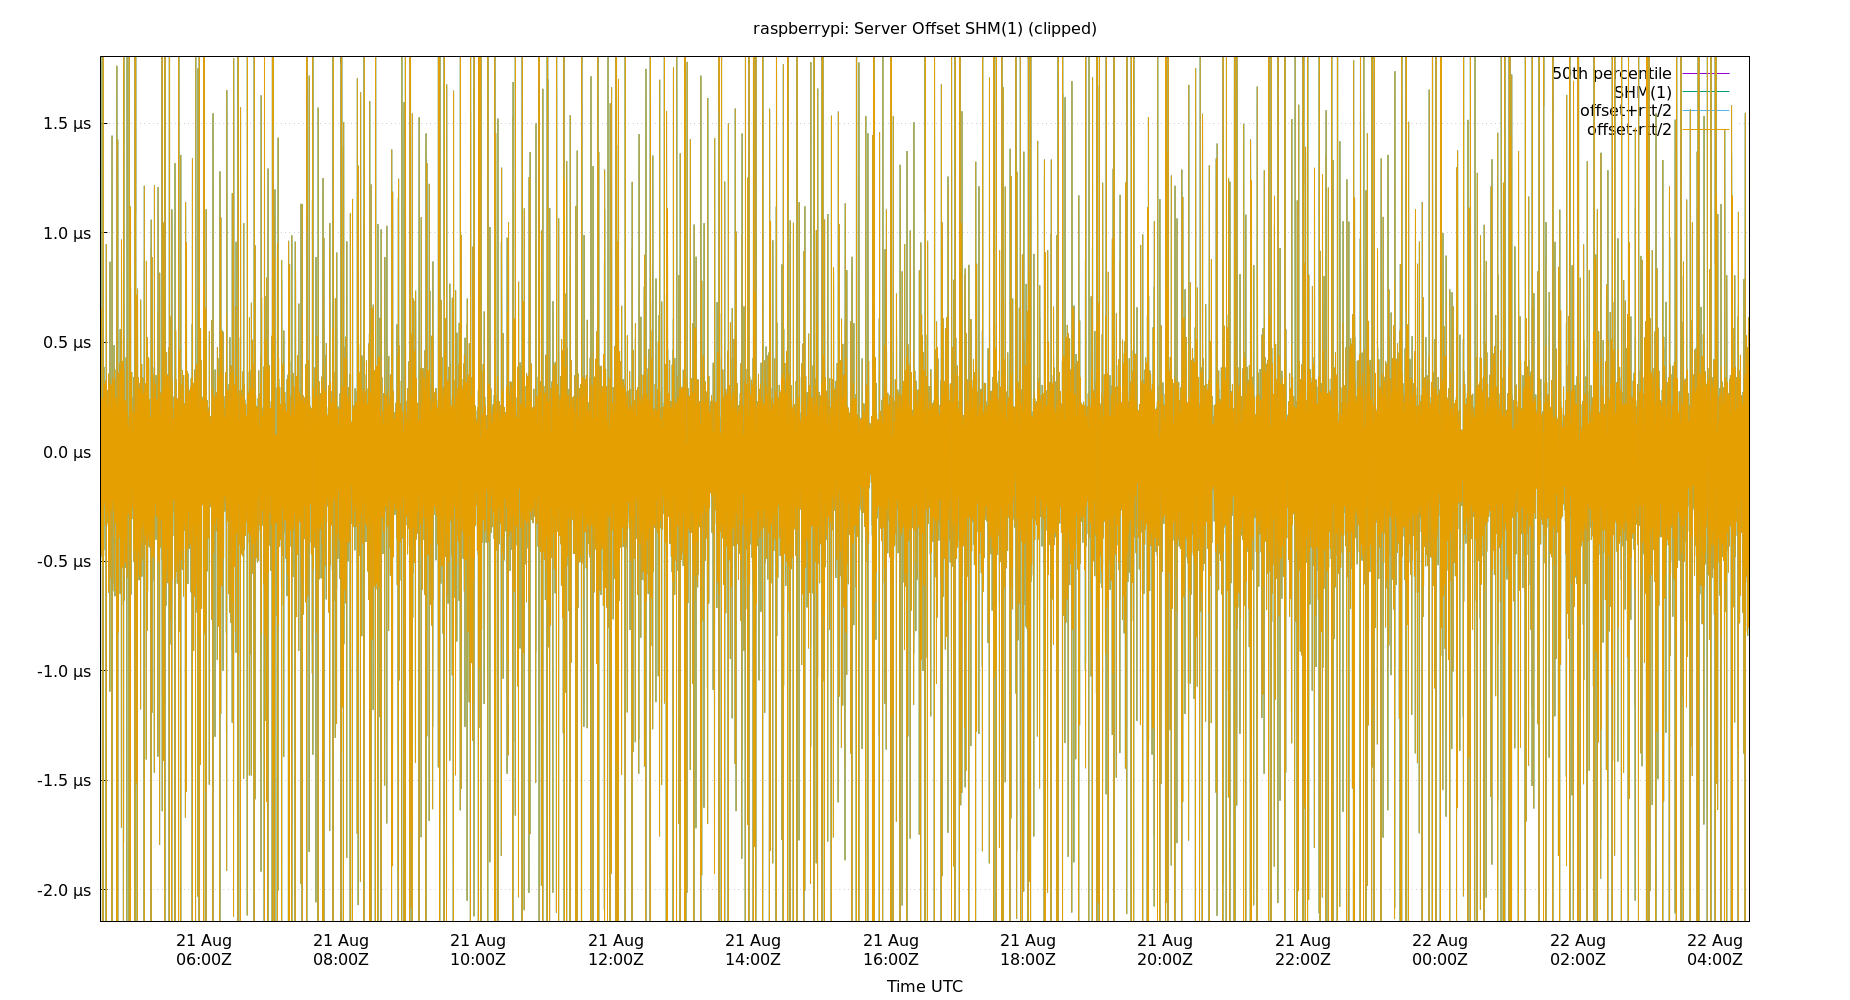 raspberrypi: Server Offset SHM(1) (clipped)
50th percentile
SHM(1)
offset+rtt/2
offset-rtt/2
1.5 µs
1.0 µs
0.5 µs
0.0 µs
-0.5 µs
-1.0 µs
-1.5 µs
-2.0 µs
21 Aug 21 Aug 21 Aug 21 Aug 21 Aug 21 Aug 21 Aug 21 Aug 21 Aug 22 Aug 22 Aug 22 Aug
06:00Z 08:00Z 10:00Z 12:00Z 14:00Z 16:00Z 18:00Z 20:00Z 22:00Z 00:00Z 02:00Z 04:00Z
Time UTC